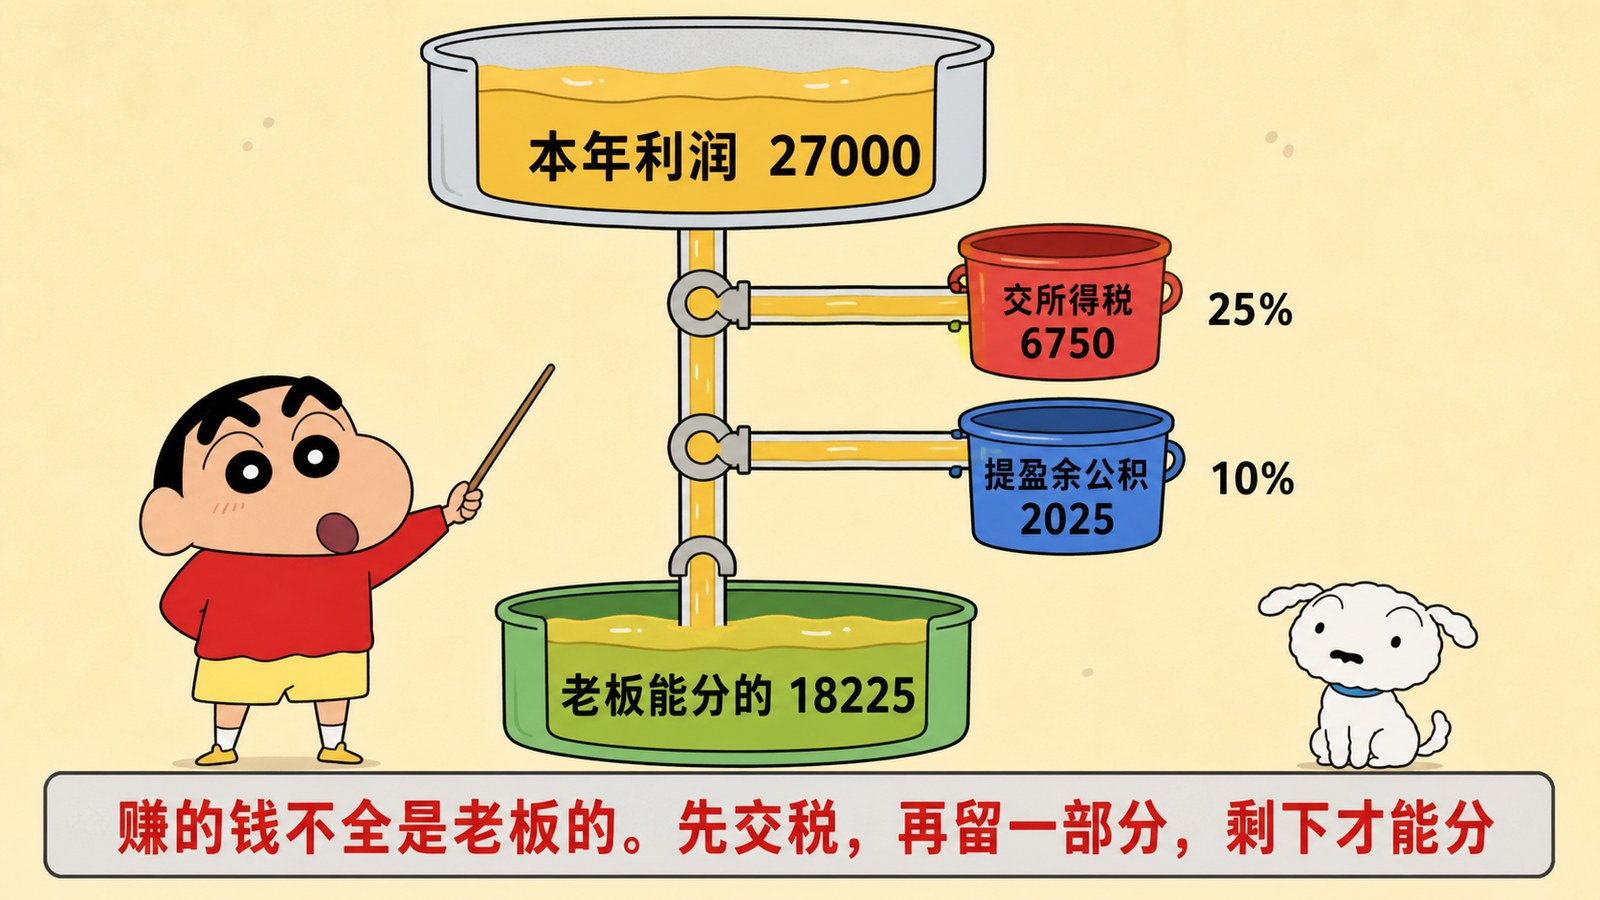 本年利润 27000
交所得税
6750
25%
提盈余公积
2025
10%
老板能分的 18225
赚的钱不全是老板的。先交税，再留一部分，剩下才能分